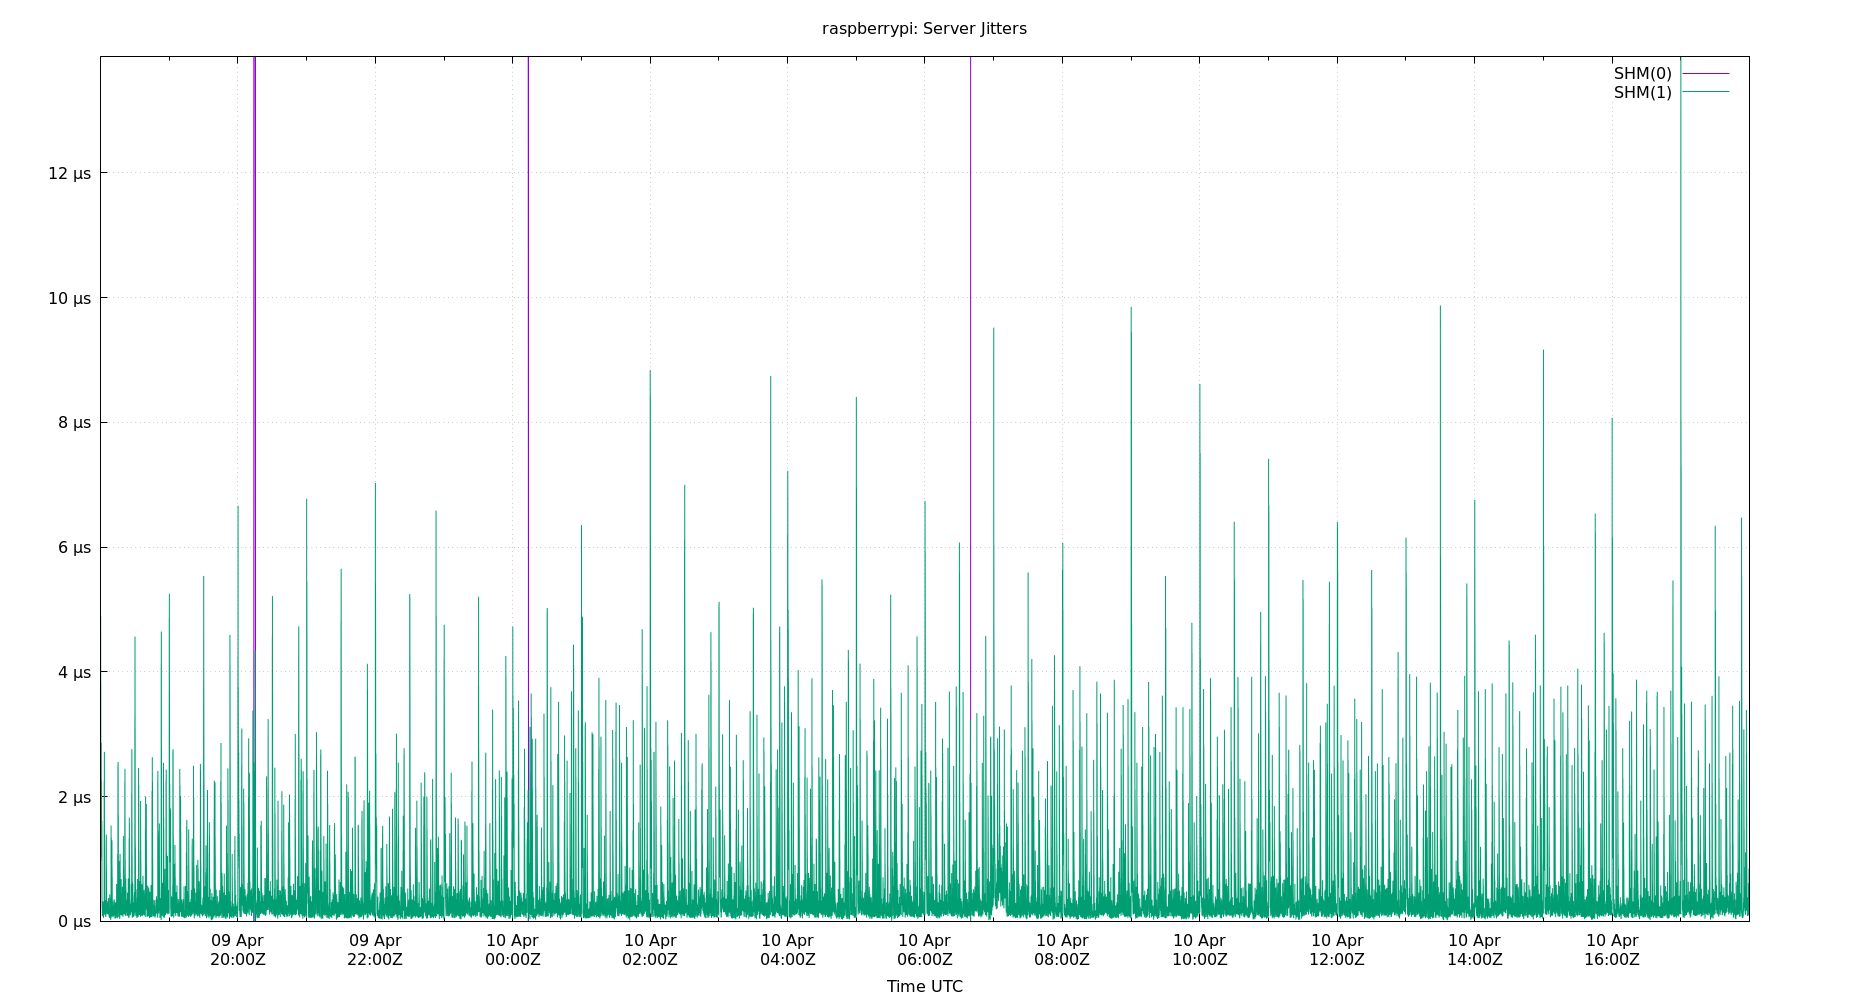 raspberrypi: Server Jitters
SHM(0)
SHM(1)
12 µs
10 µs
8 µs
6 µs
4 µs
2 µs
0 µs
09 Apr 09 Apr 10 Apr 10 Apr 10 Apr 10 Apr 10 Apr 10 Apr 10 Apr 10 Apr 10 Apr
20:00Z 22:00Z 00:00Z 02:00Z 04:00Z 06:00Z 08:00Z 10:00Z 12:00Z 14:00Z 16:00Z
Time UTC